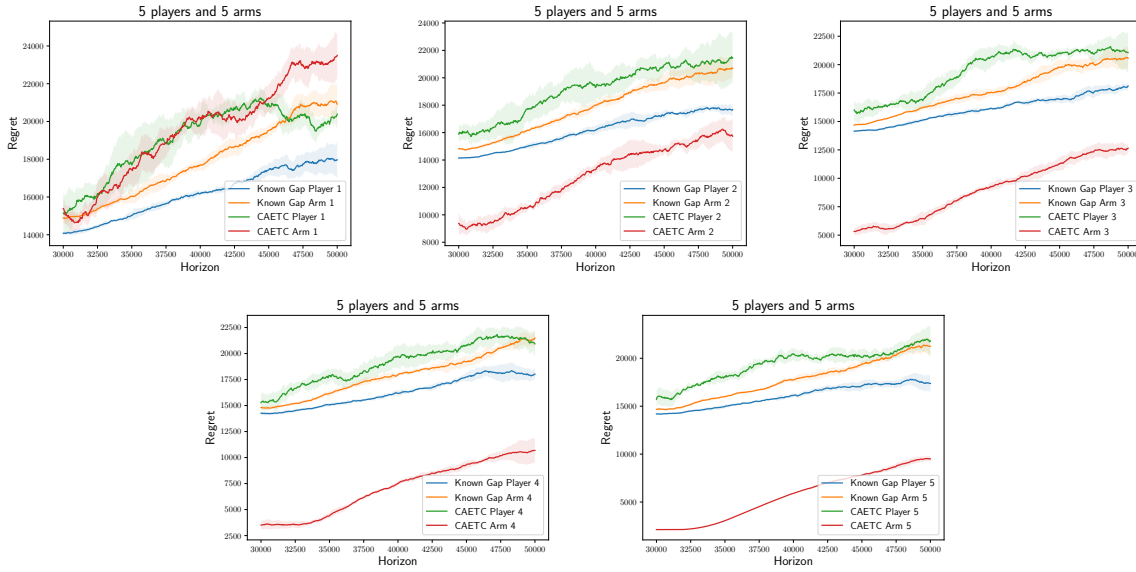 5 players and 5 arms
Regret
24000
22000
20000
18000
16000
14000
30000 32500 35000 37500 40000 42500 45000 47500 50000
Horizon
Known Gap Player 1
Known Gap Arm 1
CAETC Player 1
CAETC Arm 1
5 players and 5 arms
Regret
24000
22000
20000
18000
16000
14000
12000
10000
8000
30000 32500 35000 37500 40000 42500 45000 47500 50000
Horizon
Known Gap Player 2
Known Gap Arm 2
CAETC Player 2
CAETC Arm 2
5 players and 5 arms
Regret
22500
20000
17500
15000
12500
10000
7500
5000
30000 32500 35000 37500 40000 42500 45000 47500 50000
Horizon
Known Gap Player 3
Known Gap Arm 3
CAETC Player 3
CAETC Arm 3
5 players and 5 arms
Regret
22500
20000
17500
15000
12500
10000
7500
5000
2500
30000 32500 35000 37500 40000 42500 45000 47500 50000
Horizon
Known Gap Player 4
Known Gap Arm 4
CAETC Player 4
CAETC Arm 4
5 players and 5 arms
Regret
20000
15000
10000
5000
30000 32500 35000 37500 40000 42500 45000 47500 50000
Horizon
Known Gap Player 5
Known Gap Arm 5
CAETC Player 5
CAETC Arm 5